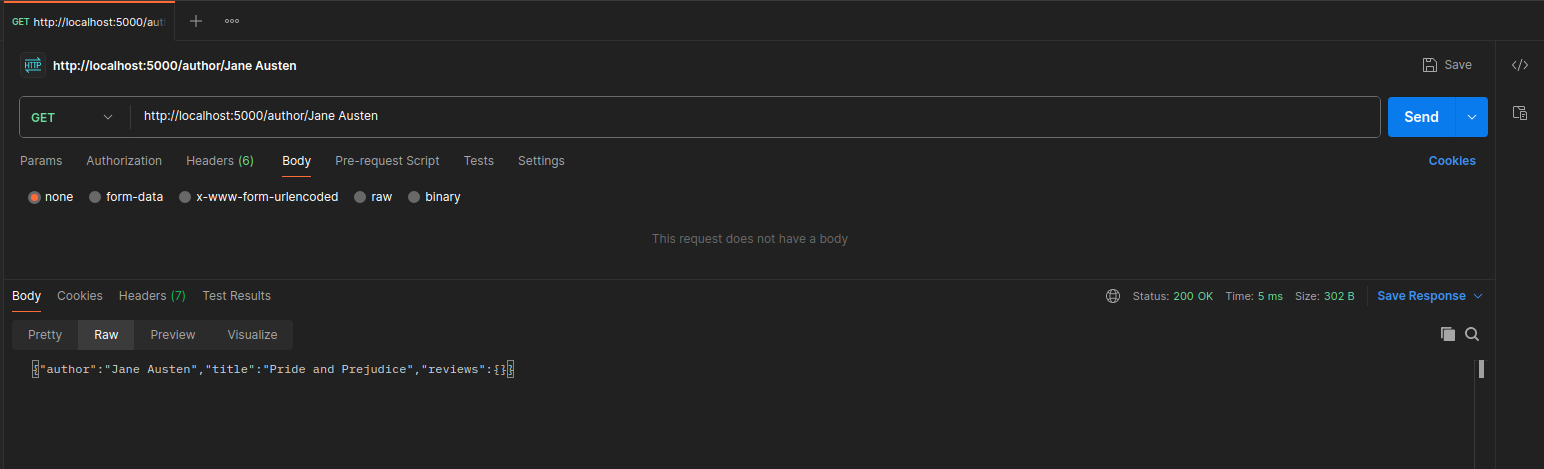 GET http://localhost:5000/aut
HTTP http://localhost:5000/author/Jane Austen Save </>
GET http://localhost:5000/author/Jane Austen Send
Params Authorization Headers (6) Body Pre-request Script Tests Settings Cookies
none form-data x-www-form-urlencoded raw binary
This request does not have a body
Body Cookies Headers (7) Test Results Status: 200 OK Time: 5 ms Size: 302 B Save Response
Pretty Raw Preview Visualize
{"author":"Jane Austen","title":"Pride and Prejudice","reviews":{}}